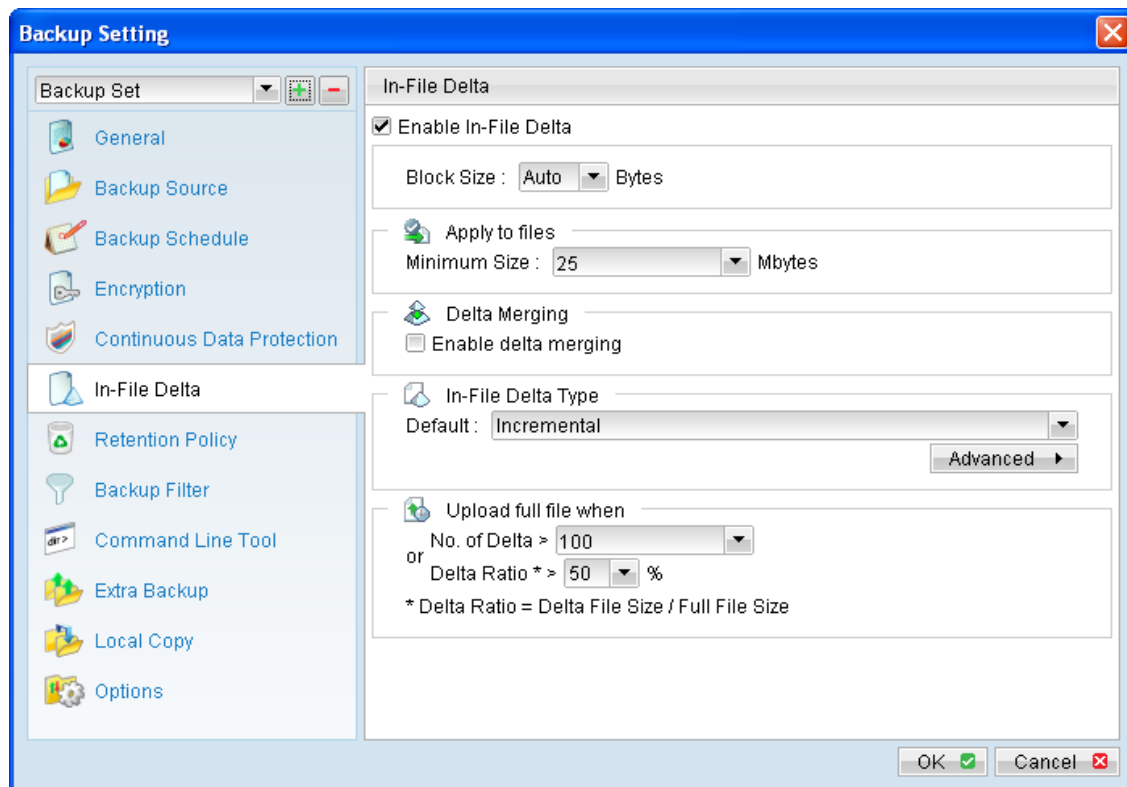 Backup Setting
Backup Set
General
Backup Source
Backup Schedule
Encryption
Continuous Data Protection
In-File Delta
Retention Policy
Backup Filter
dir>
Command Line Tool
Extra Backup
Local Copy
Options
In-File Delta
Enable In-File Delta
Block Size : Auto Bytes
Apply to files
Minimum Size : 25 Mbytes
Delta Merging
Enable delta merging
In-File Delta Type
Default : Incremental
Advanced
Upload full file when
No. of Delta > 100
or
Delta Ratio * > 50 %
* Delta Ratio = Delta File Size / Full File Size
OK
Cancel